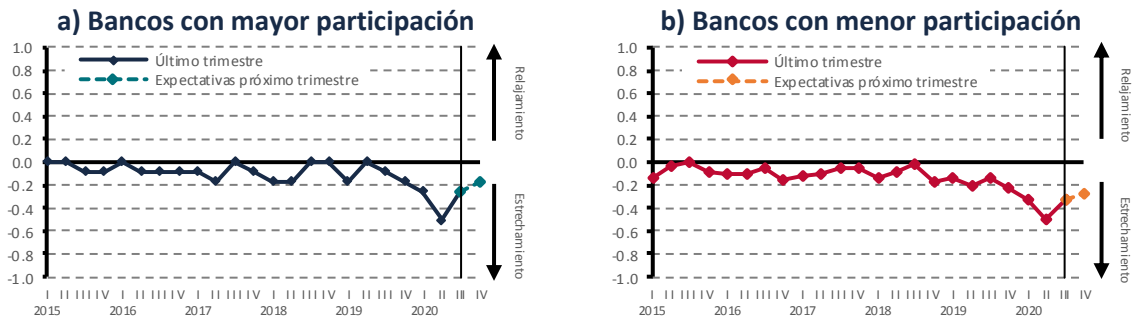 a) Bancos con mayor participación
1.0
0.8
0.6
0.4
0.2
0.0
-0.2
-0.4
-0.6
-0.8
-1.0
Último trimestre
Expectativas próximo trimestre
Relajamiento
Estrechamiento
I II III IV I II III IV I II III IV I II III IV I II III IV I II III IV
2015 2016 2017 2018 2019 2020
b) Bancos con menor participación
1.0
0.8
0.6
0.4
0.2
0.0
-0.2
-0.4
-0.6
-0.8
-1.0
Último trimestre
Expectativas próximo trimestre
Relajamiento
Estrechamiento
I II III IV I II III IV I II III IV I II III IV I II III IV I II III IV
2015 2016 2017 2018 2019 2020